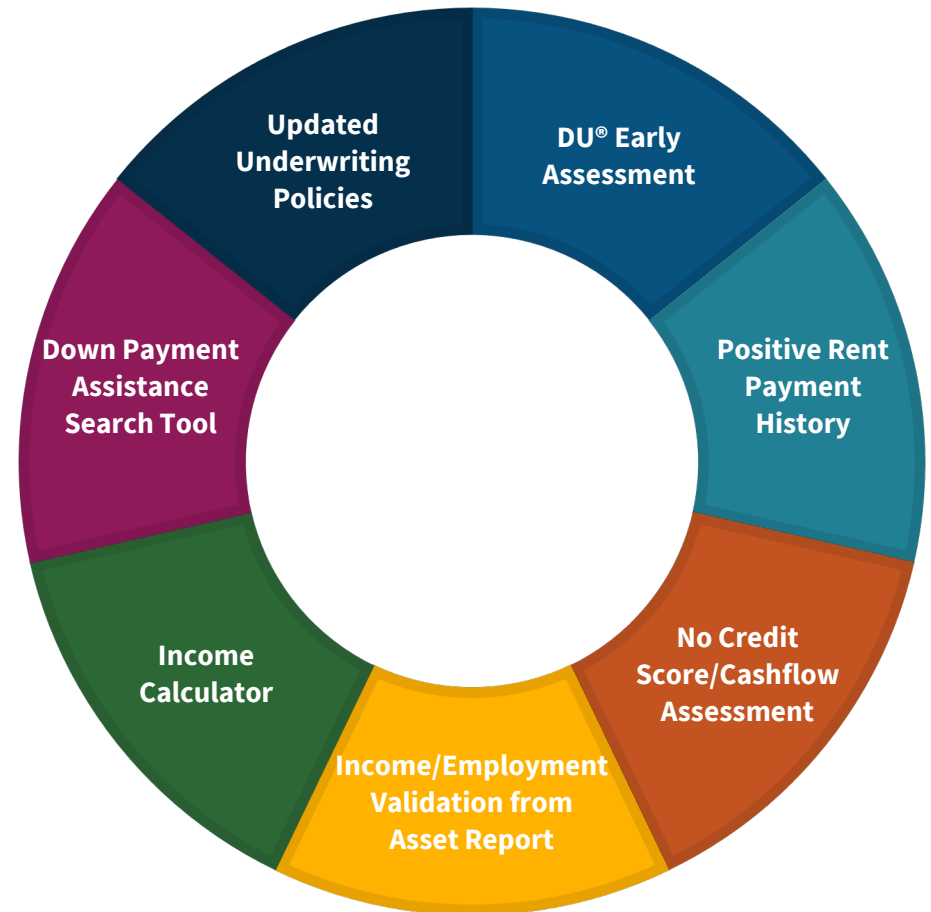 Updated
Underwriting
Policies
DU® Early
Assessment
Positive Rent
Payment
History
No Credit
Score/Cashflow
Assessment
Income/Employment
Validation from
Asset Report
Income
Calculator
Down Payment
Assistance
Search Tool